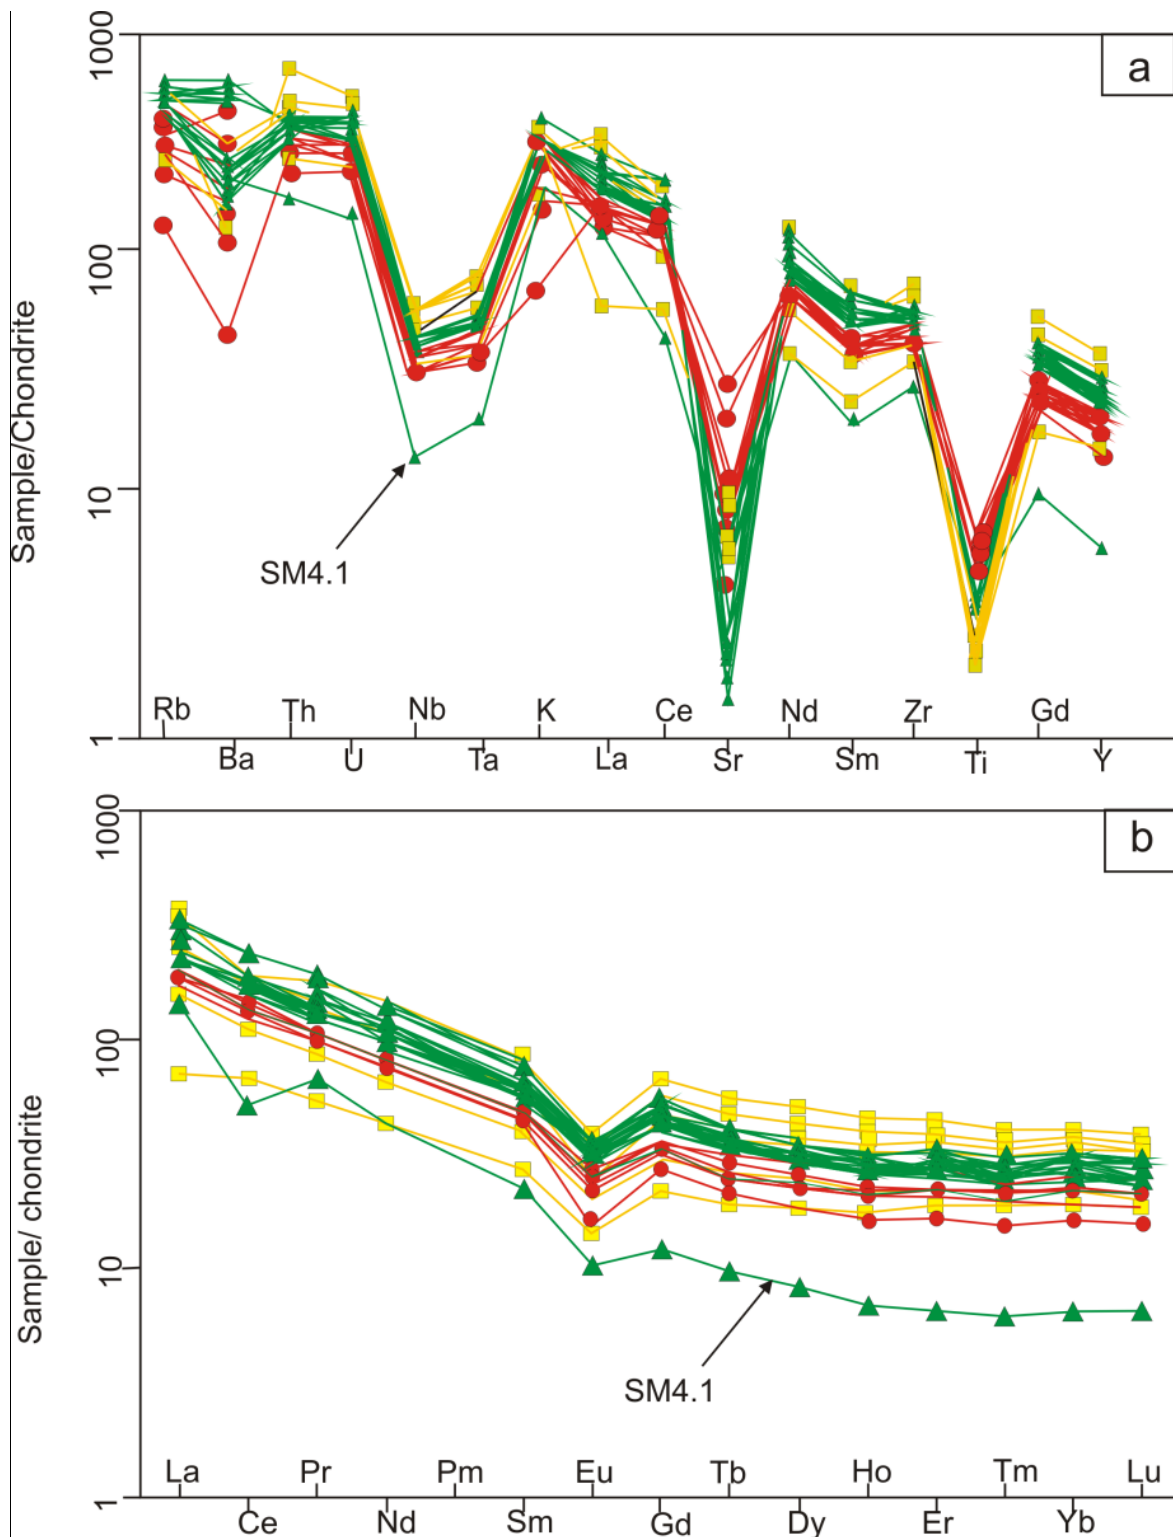 1000
a
100
Sample/Chondrite
10
SM4.1
Rb Th Nb K Ce Nd Zr Gd
1
Ba U Ta La Sr Sm Ti Y
1000
b
100
Sample/ chondrite
10
SM4.1
La Pr Pm Eu Tb Ho Tm Lu
1
Ce Nd Sm Gd Dy Er Yb